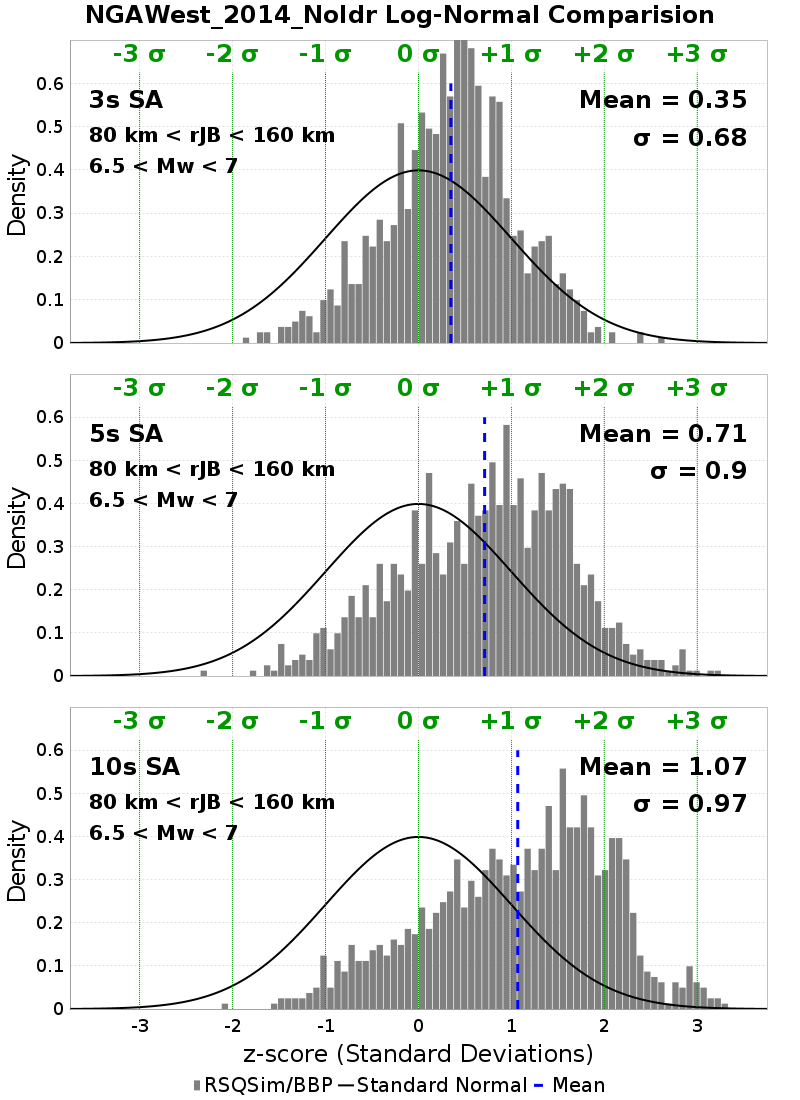 NGAWest_2014_NoIdr Log-Normal Comparision
-3 σ -2 σ -1 σ 0 σ +1 σ +2 σ +3 σ
3s SA
80 km < rJB < 160 km
6.5 < Mw < 7
Mean = 0.35
σ = 0.68
Density
0.6
0.5
0.4
0.3
0.2
0.1
0
-3 σ -2 σ -1 σ 0 σ +1 σ +2 σ +3 σ
5s SA
80 km < rJB < 160 km
6.5 < Mw < 7
Mean = 0.71
σ = 0.9
Density
0.6
0.5
0.4
0.3
0.2
0.1
0
-3 σ -2 σ -1 σ 0 σ +1 σ +2 σ +3 σ
10s SA
80 km < rJB < 160 km
6.5 < Mw < 7
Mean = 1.07
σ = 0.97
Density
0.6
0.5
0.4
0.3
0.2
0.1
0
-3 -2 -1 0 1 2 3
z-score (Standard Deviations)
RSQSim/BBP Standard Normal Mean